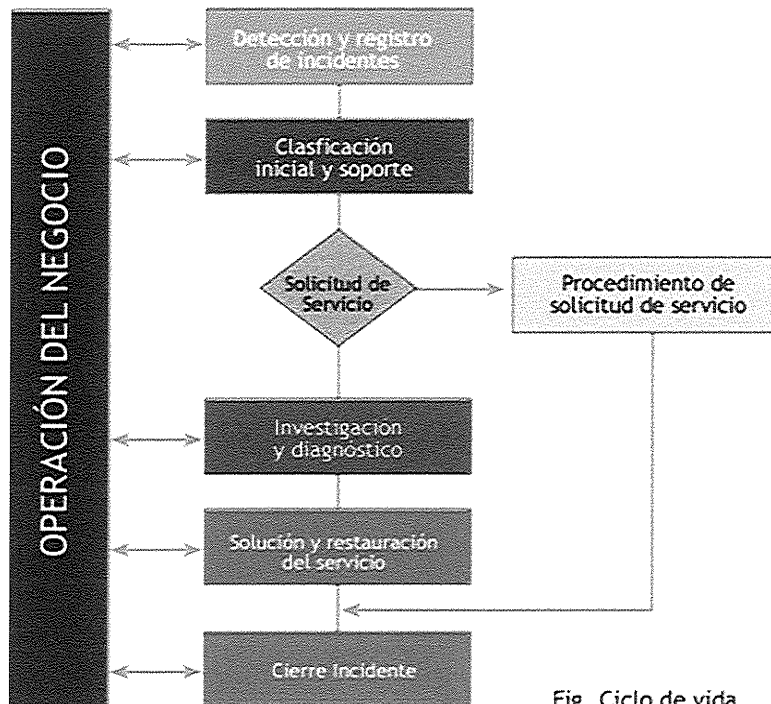 OPERACIÓN DEL NEGOCIO
Detección y registro
de incidentes
Clasficación
inicial y soporte
Solicitud de
Servicio
Procedimiento de
solicitud de servicio
Investigación
y diagnóstico
Solución y restauración
del servicio
Cierre Incidente
Fig. Ciclo de vida